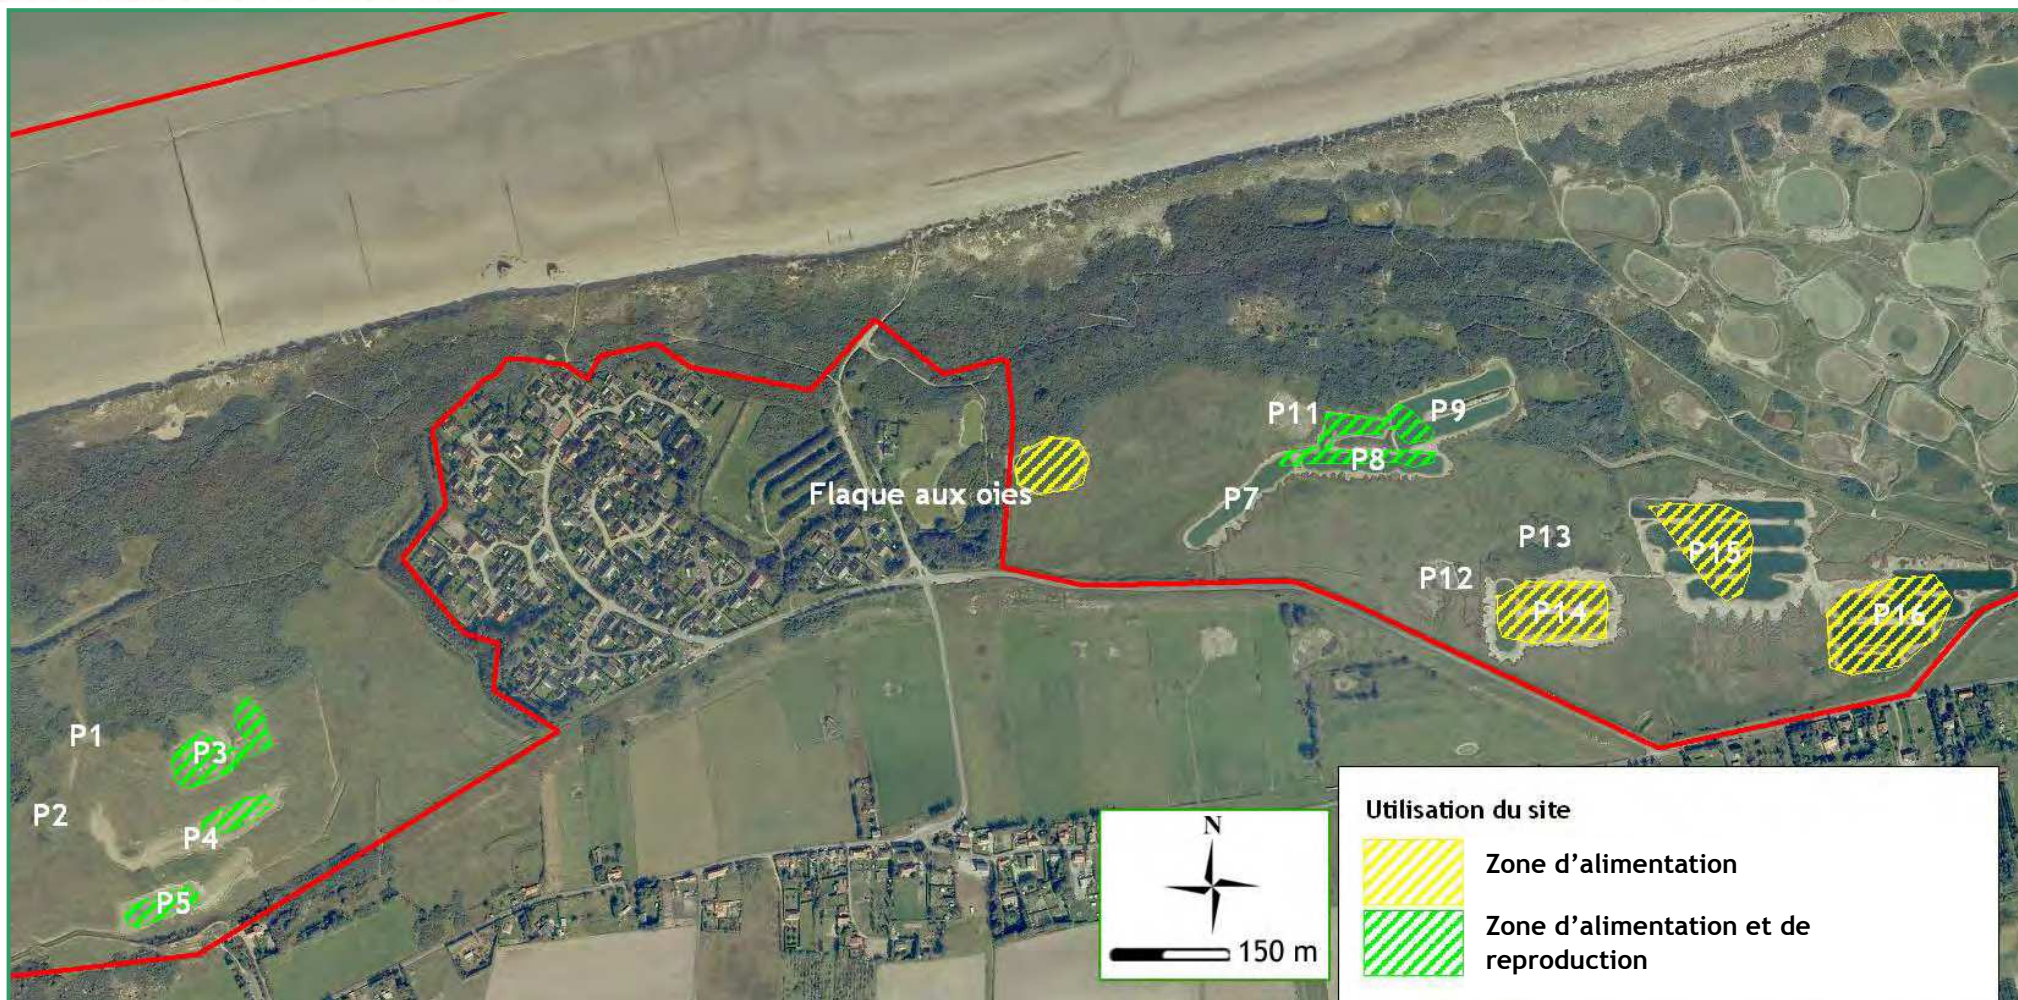 P11
P9
P8
Flaque aux oies
P7
P13
P15
P12
P14
P16
P1
P3
P2
P4
P5
N
150 m
Utilisation du site
Zone d’alimentation
Zone d’alimentation et de
reproduction